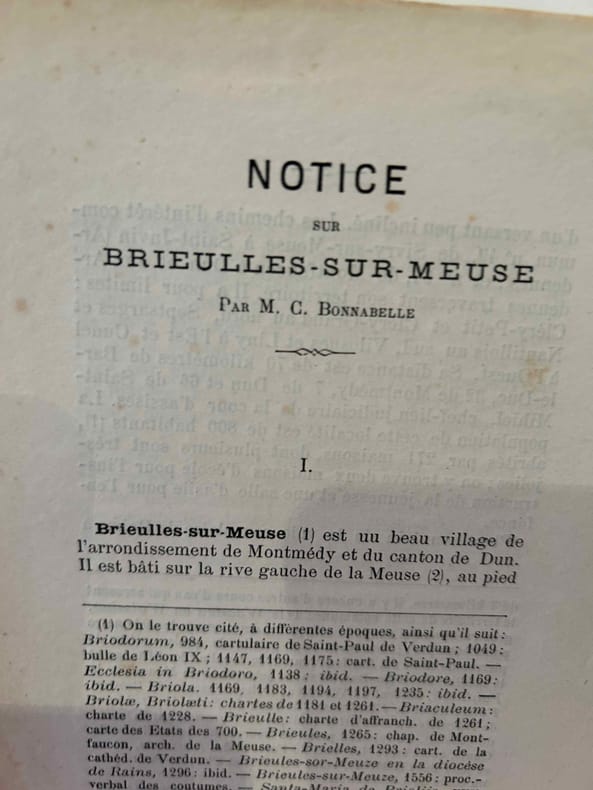 NOTICE
SUR
BRIEULLES-SUR-MEUSE
PAR M. C. BONNABELLE
I.
Brieulles-sur-Meuse (1) est uu beau village de
l'arrondissement de Montmédy et du canton de Dun.
Il est bâti sur la rive gauche de la Meuse (2), au pied
(1) On le trouve cité, à différentes époques, ainsi qu'il suit:
Briodorum, 984, cartulaire de Saint-Paul de Verdun ; 1049:
bulle de Léon IX ; 1147, 1169, 1175: cart. de Saint-Paul. —
Ecclesia in Briodoro, 1138: ibid. — Briodore, 1169:
ibid. — Briola. 1169, 1183, 1194, 1197, 1235: ibid. —
Briolæ, Briolæti: chartes de 1181 et 1261. — Briaculeum:
charte de 1228. — Brieulle: charte d'affranch. de 1261;
carte des Etats des 700. — Brieules, 1265: chap. de Mont-
faucon, arch. de la Meuse. — Brielles, 1293: cart. de la
cathéd. de Verdun. — Brieules-sor-Meuze en la diocèse
de Rains, 1296: ibid. — Brieules-sur-Meuze, 1556: proc.-
verbal des coutumes. — Santa-Maria de